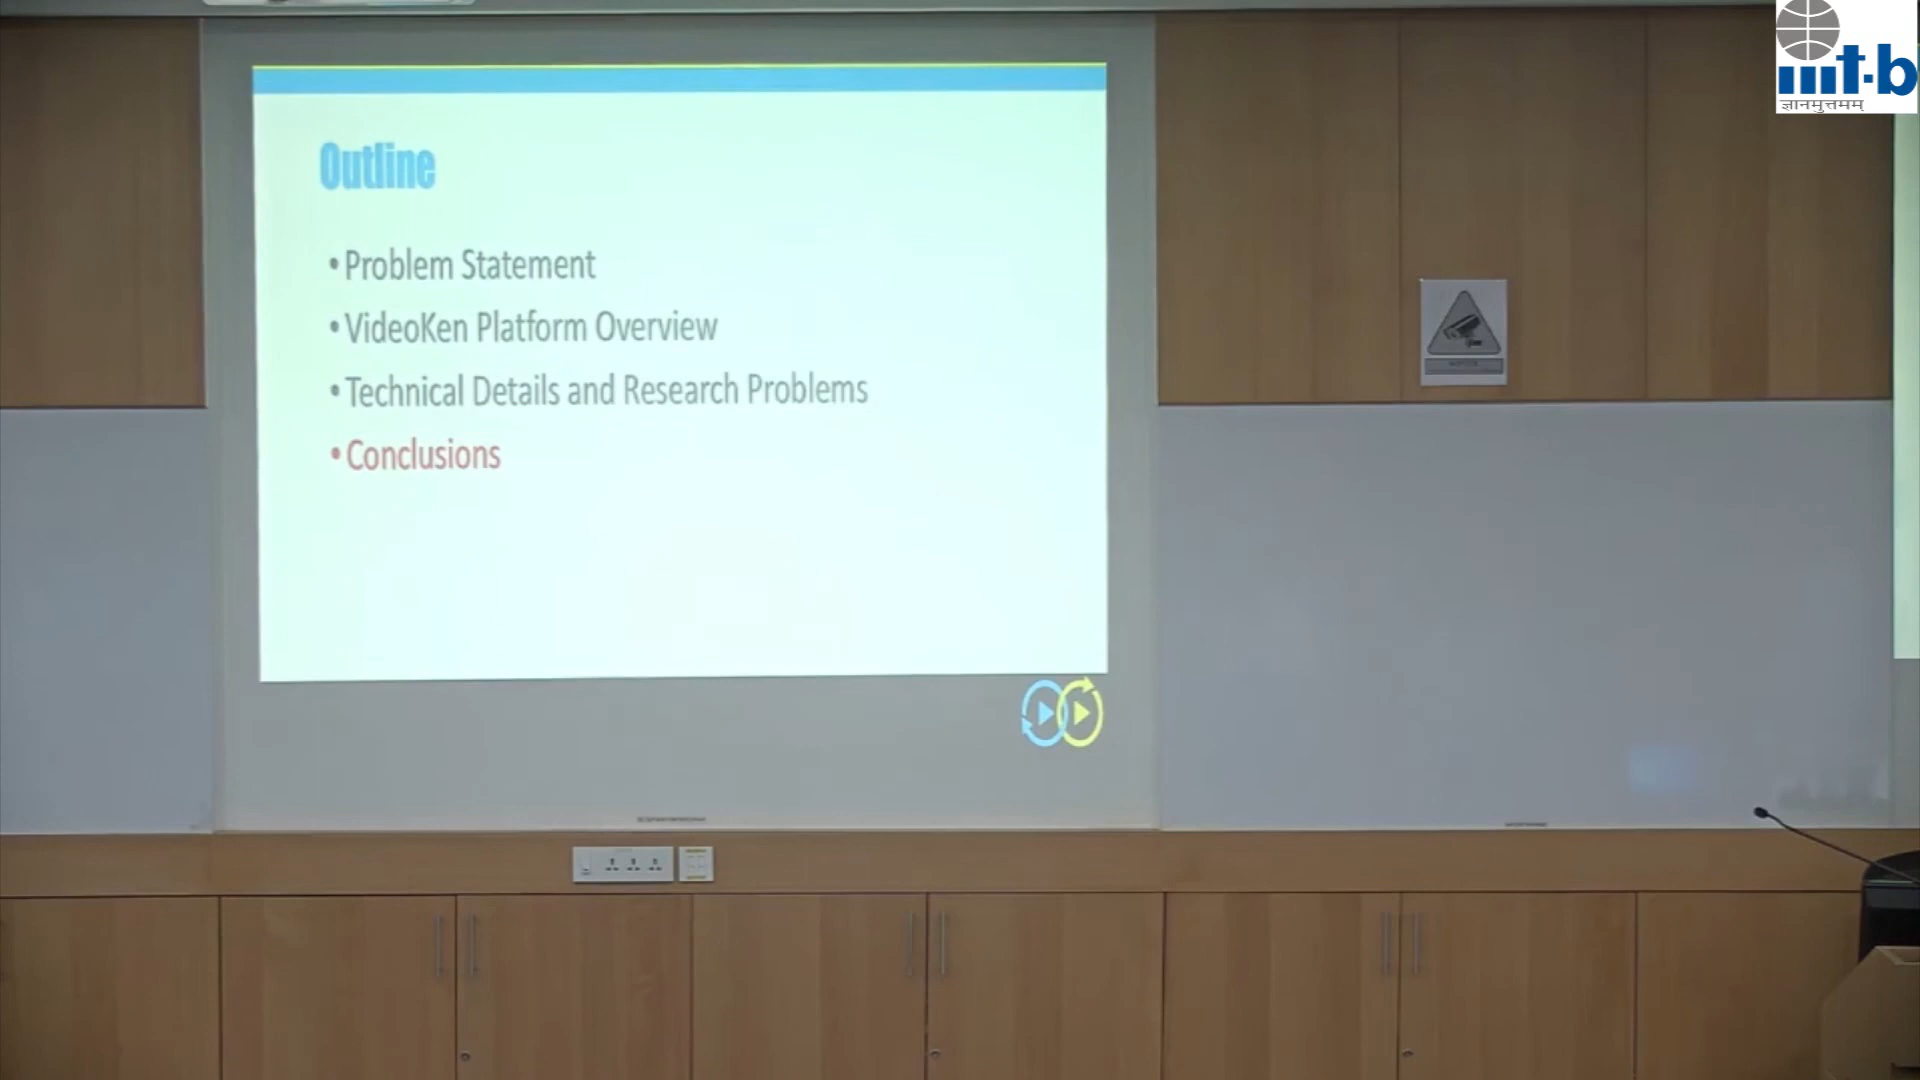 iiit-b
ज्ञानमुत्तमम्
Outline
• Problem Statement
• VideoKen Platform Overview
• Technical Details and Research Problems
• Conclusions